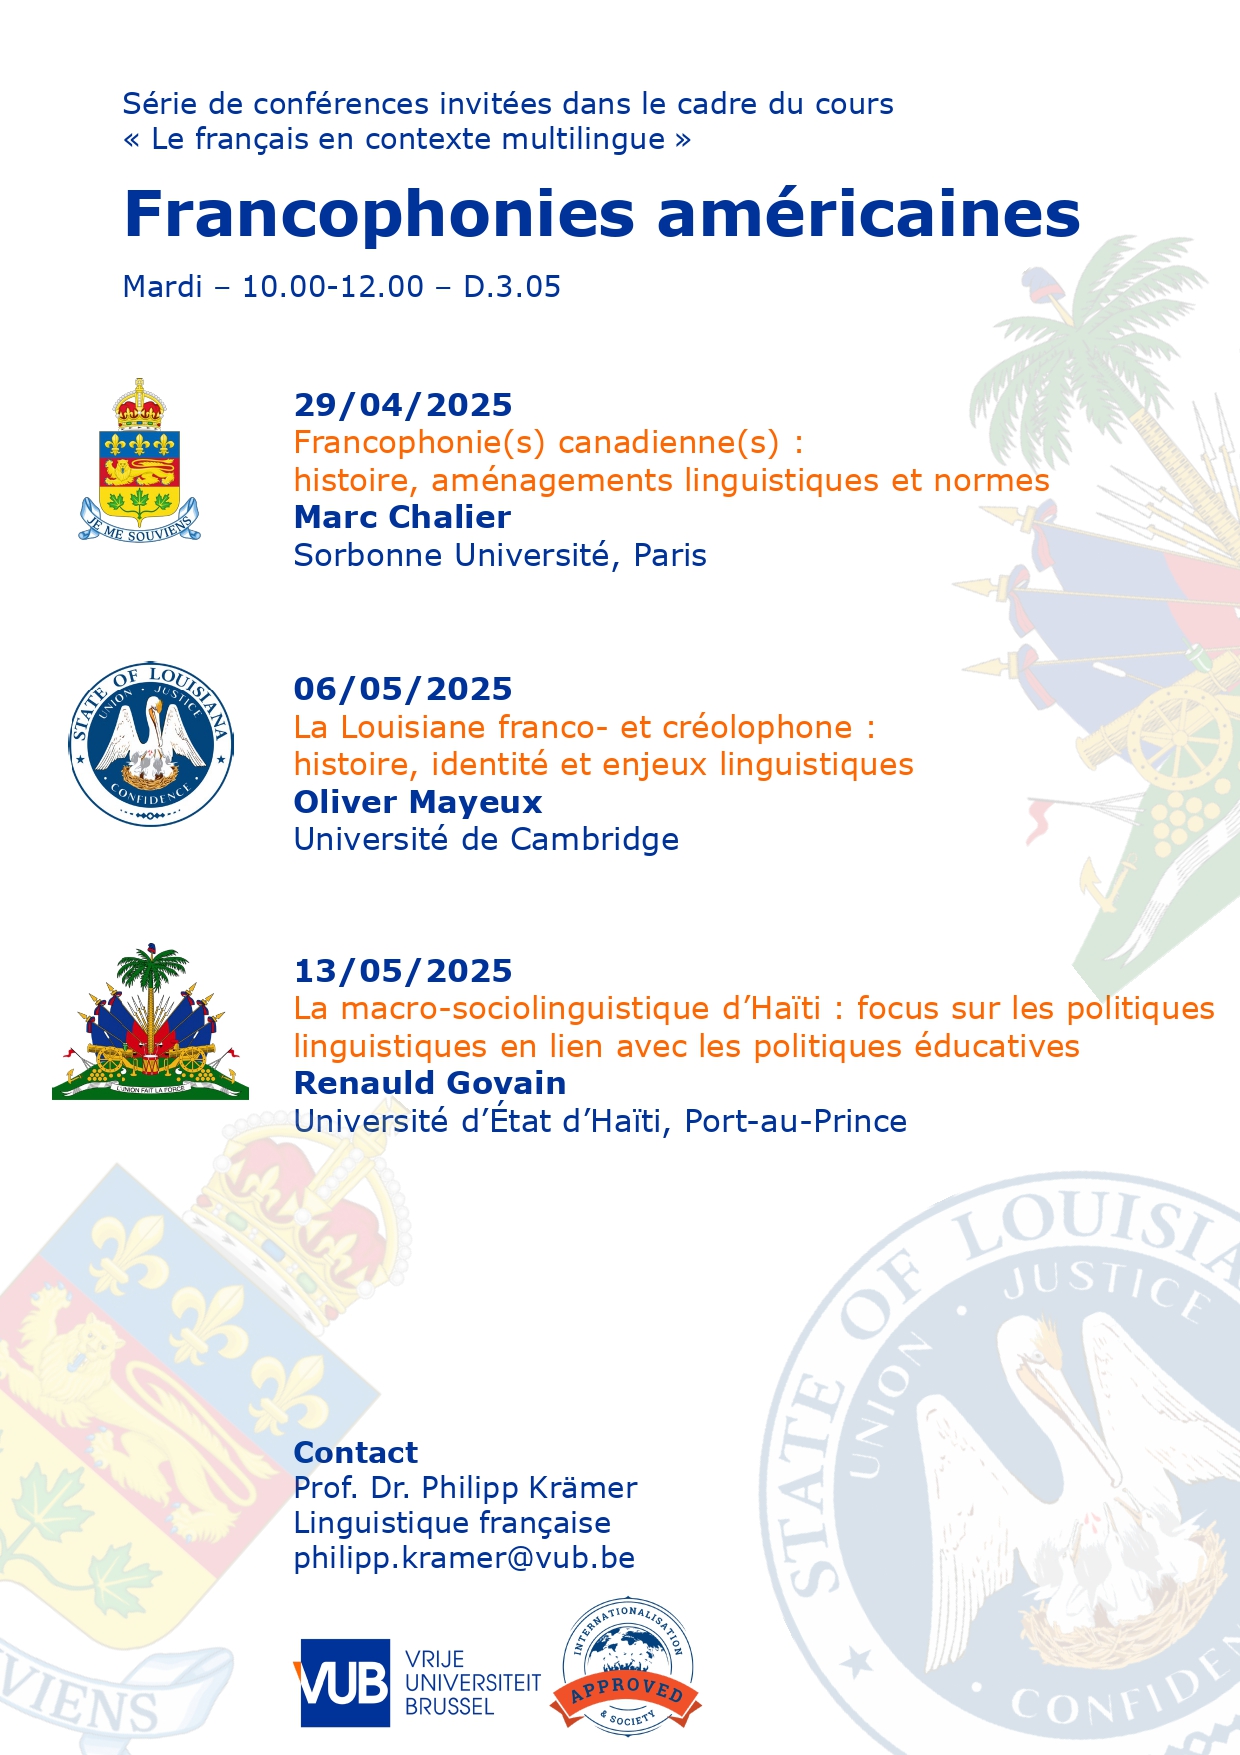 Série de conférences invitées dans le cadre du cours
« Le français en contexte multilingue »
Francophonies américaines
Mardi – 10.00-12.00 – D.3.05
29/04/2025
Francophonie(s) canadienne(s) :
histoire, aménagements linguistiques et normes
Marc Chalier
Sorbonne Université, Paris
JE ME SOUVIENS
06/05/2025
La Louisiane franco- et créolophone :
histoire, identité et enjeux linguistiques
Oliver Mayeux
Université de Cambridge
STATE OF LOUISIANA
UNION · JUSTICE
· CONFIDENCE ·
13/05/2025
La macro-sociolinguistique d’Haïti : focus sur les politiques
linguistiques en lien avec les politiques éducatives
Renauld Govain
Université d’État d’Haïti, Port-au-Prince
L'UNION FAIT LA FORCE
STATE OF LOUISIA
UNION · JUSTICE
· CONFIDEN
VIENS
Contact
Prof. Dr. Philipp Krämer
Linguistique française
philipp.kramer@vub.be
VUB
VRIJE
UNIVERSITEIT
BRUSSEL
INTERNATIONALISATION
APPROVED
& SOCIETY